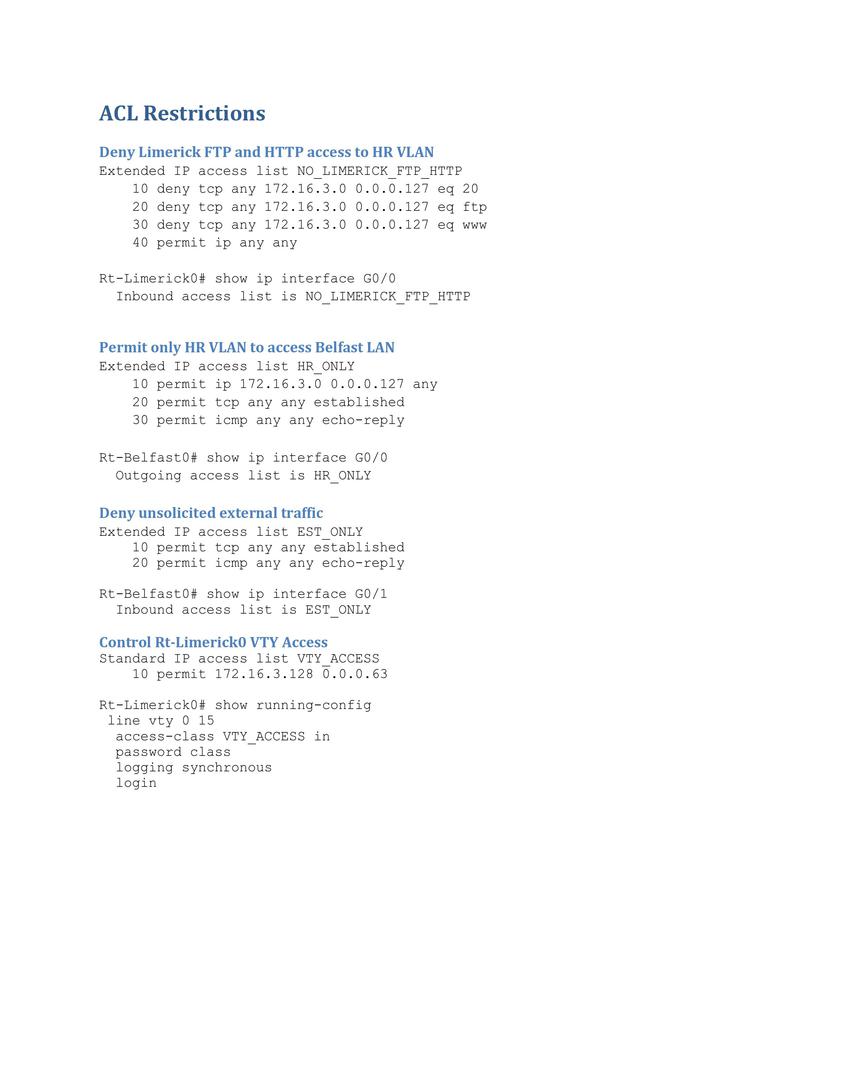 ACL Restrictions
Deny Limerick FTP and HTTP access to HR VLAN
Extended IP access list NO_LIMERICK_FTP_HTTP
10 deny tcp any 172.16.3.0 0.0.0.127 eq 20
20 deny tcp any 172.16.3.0 0.0.0.127 eq ftp
30 deny tcp any 172.16.3.0 0.0.0.127 eq www
40 permit ip any any
Rt-Limerick0# show ip interface G0/0
Inbound access list is NO_LIMERICK_FTP_HTTP
Permit only HR VLAN to access Belfast LAN
Extended IP access list HR_ONLY
10 permit ip 172.16.3.0 0.0.0.127 any
20 permit tcp any any established
30 permit icmp any any echo-reply
Rt-Belfast0# show ip interface G0/0
Outgoing access list is HR_ONLY
Deny unsolicited external traffic
Extended IP access list EST_ONLY
10 permit tcp any any established
20 permit icmp any any echo-reply
Rt-Belfast0# show ip interface G0/1
Inbound access list is EST_ONLY
Control Rt-Limerick0 VTY Access
Standard IP access list VTY_ACCESS
10 permit 172.16.3.128 0.0.0.63
Rt-Limerick0# show running-config
line vty 0 15
access-class VTY_ACCESS in
password class
logging synchronous
login